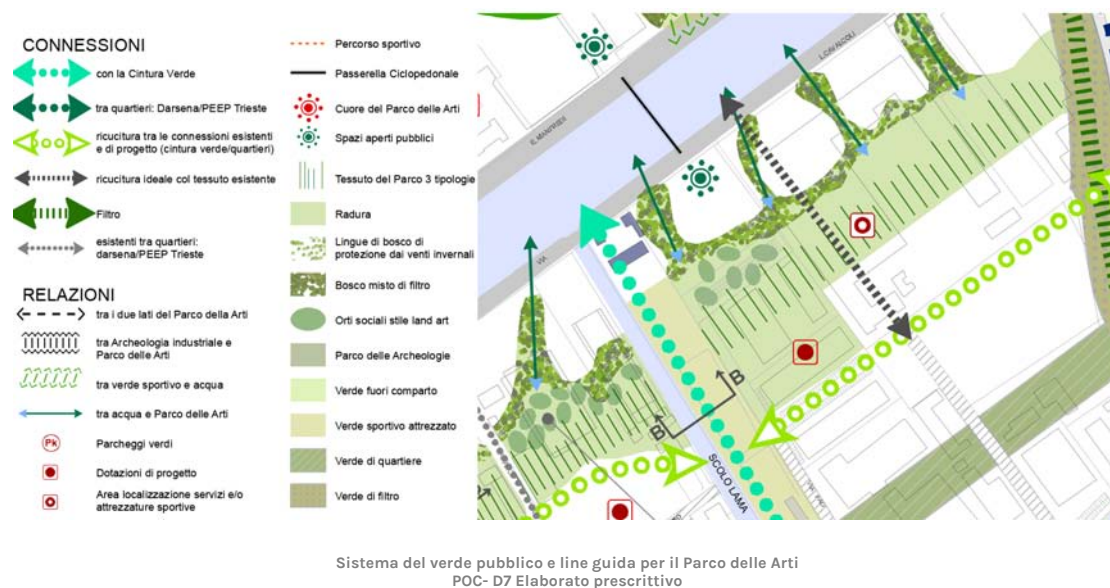 CONNESSIONI
con la Cintura Verde
tra quartieri: Darsena/PEEP Trieste
ricucitura tra le connessioni esistenti
e di progetto (cintura verde/quartieri)
ricucitura ideale col tessuto esistente
Filtro
esistenti tra quartieri:
darsena/PEEP Trieste
RELAZIONI
tra i due lati del Parco della Arti
tra Archeologia industriale e
Parco delle Arti
tra verde sportivo e acqua
tra acqua e Parco delle Arti
Pk
Parcheggi verdi
Dotazioni di progetto
Area localizzazione servizi e/o
attrezzature sportive
Percorso sportivo
Passerella Ciclopedonale
Cuore del Parco delle Arti
Spazi aperti pubblici
Tessuto del Parco 3 tipologie
Radura
Lingue di bosco di
protezione dai venti invernali
Bosco misto di filtro
Orti sociali stile land art
Parco delle Archeologie
Verde fuori comparto
Verde sportivo attrezzato
Verde di quartiere
Verde di filtro
VIA
B
B
SCOLO LAMA
Sistema del verde pubblico e line guida per il Parco delle Arti
POC- D7 Elaborato prescrittivo